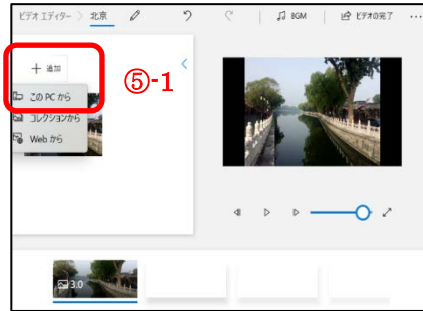 ビデオ エディター 〉 北京 BGM ビデオの完了 ...
＋ 追加
⑤-1
この PC から
コレクションから
Web から
3.0